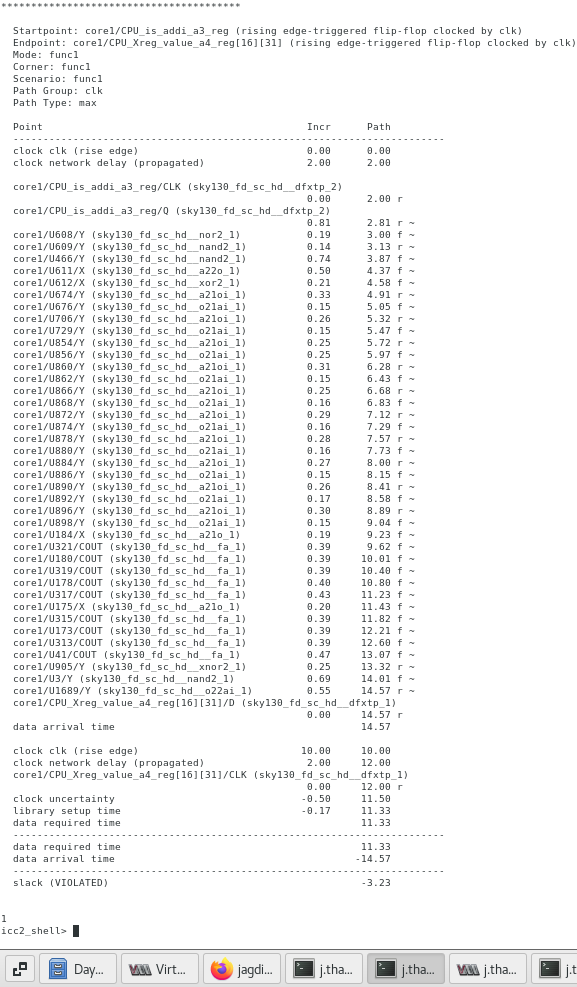 ****************************************
Startpoint: core1/CPU_is_addi_a3_reg (rising edge-triggered flip-flop clocked by clk)
Endpoint: core1/CPU_Xreg_value_a4_reg[16][31] (rising edge-triggered flip-flop clocked by clk)
Mode: func1
Corner: func1
Scenario: func1
Path Group: clk
Path Type: max
Point Incr Path
------------------------------------------------------------------------
clock clk (rise edge) 0.00 0.00
clock network delay (propagated) 2.00 2.00
core1/CPU_is_addi_a3_reg/CLK (sky130_fd_sc_hd__dfxtp_2)
0.00 2.00 r
core1/CPU_is_addi_a3_reg/Q (sky130_fd_sc_hd__dfxtp_2)
0.81 2.81 r ~
core1/U608/Y (sky130_fd_sc_hd__nor2_1) 0.19 3.00 f ~
core1/U609/Y (sky130_fd_sc_hd__nand2_1) 0.14 3.13 r ~
core1/U466/Y (sky130_fd_sc_hd__nand2_1) 0.74 3.87 f ~
core1/U611/X (sky130_fd_sc_hd__a22o_1) 0.50 4.37 f ~
core1/U612/X (sky130_fd_sc_hd__xor2_1) 0.21 4.58 f ~
core1/U674/Y (sky130_fd_sc_hd__a21oi_1) 0.33 4.91 r ~
core1/U676/Y (sky130_fd_sc_hd__o21ai_1) 0.15 5.05 f ~
core1/U706/Y (sky130_fd_sc_hd__a21oi_1) 0.26 5.32 r ~
core1/U729/Y (sky130_fd_sc_hd__o21ai_1) 0.15 5.47 f ~
core1/U854/Y (sky130_fd_sc_hd__a21oi_1) 0.25 5.72 r ~
core1/U856/Y (sky130_fd_sc_hd__o21ai_1) 0.25 5.97 f ~
core1/U860/Y (sky130_fd_sc_hd__a21oi_1) 0.31 6.28 r ~
core1/U862/Y (sky130_fd_sc_hd__o21ai_1) 0.15 6.43 f ~
core1/U866/Y (sky130_fd_sc_hd__a21oi_1) 0.25 6.68 r ~
core1/U868/Y (sky130_fd_sc_hd__o21ai_1) 0.16 6.83 f ~
core1/U872/Y (sky130_fd_sc_hd__a21oi_1) 0.29 7.12 r ~
core1/U874/Y (sky130_fd_sc_hd__o21ai_1) 0.16 7.29 f ~
core1/U878/Y (sky130_fd_sc_hd__a21oi_1) 0.28 7.57 r ~
core1/U880/Y (sky130_fd_sc_hd__o21ai_1) 0.16 7.73 f ~
core1/U884/Y (sky130_fd_sc_hd__a21oi_1) 0.27 8.00 r ~
core1/U886/Y (sky130_fd_sc_hd__o21ai_1) 0.15 8.15 f ~
core1/U890/Y (sky130_fd_sc_hd__a21oi_1) 0.26 8.41 r ~
core1/U892/Y (sky130_fd_sc_hd__o21ai_1) 0.17 8.58 f ~
core1/U896/Y (sky130_fd_sc_hd__a21oi_1) 0.30 8.89 r ~
core1/U898/Y (sky130_fd_sc_hd__o21ai_1) 0.15 9.04 f ~
core1/U184/X (sky130_fd_sc_hd__a21o_1) 0.19 9.23 f ~
core1/U321/COUT (sky130_fd_sc_hd__fa_1) 0.39 9.62 f ~
core1/U180/COUT (sky130_fd_sc_hd__fa_1) 0.39 10.01 f ~
core1/U319/COUT (sky130_fd_sc_hd__fa_1) 0.39 10.40 f ~
core1/U178/COUT (sky130_fd_sc_hd__fa_1) 0.40 10.80 f ~
core1/U317/COUT (sky130_fd_sc_hd__fa_1) 0.43 11.23 f ~
core1/U175/X (sky130_fd_sc_hd__a21o_1) 0.20 11.43 f ~
core1/U315/COUT (sky130_fd_sc_hd__fa_1) 0.39 11.82 f ~
core1/U173/COUT (sky130_fd_sc_hd__fa_1) 0.39 12.21 f ~
core1/U313/COUT (sky130_fd_sc_hd__fa_1) 0.39 12.60 f ~
core1/U41/COUT (sky130_fd_sc_hd__fa_1) 0.47 13.07 f ~
core1/U905/Y (sky130_fd_sc_hd__xnor2_1) 0.25 13.32 r ~
core1/U3/Y (sky130_fd_sc_hd__nand2_1) 0.69 14.01 f ~
core1/U1689/Y (sky130_fd_sc_hd__o22ai_1) 0.55 14.57 r ~
core1/CPU_Xreg_value_a4_reg[16][31]/D (sky130_fd_sc_hd__dfxtp_1)
0.00 14.57 r
data arrival time 14.57
clock clk (rise edge) 10.00 10.00
clock network delay (propagated) 2.00 12.00
core1/CPU_Xreg_value_a4_reg[16][31]/CLK (sky130_fd_sc_hd__dfxtp_1)
0.00 12.00 r
clock uncertainty -0.50 11.50
library setup time -0.17 11.33
data required time 11.33
------------------------------------------------------------------------
data required time 11.33
data arrival time -14.57
------------------------------------------------------------------------
slack (VIOLATED) -3.23
1
icc2_shell>
Day... Virt... jagdi... j.tha... j.tha... j.tha... j.t